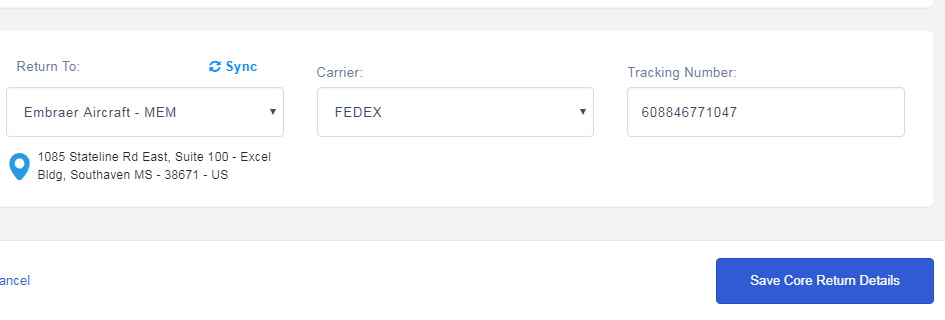 Return To:
Sync
Carrier:
Tracking Number:
Embraer Aircraft - MEM
FEDEX
608846771047
1085 Stateline Rd East, Suite 100 - Excel
Bldg, Southaven MS - 38671 - US
ancel
Save Core Return Details